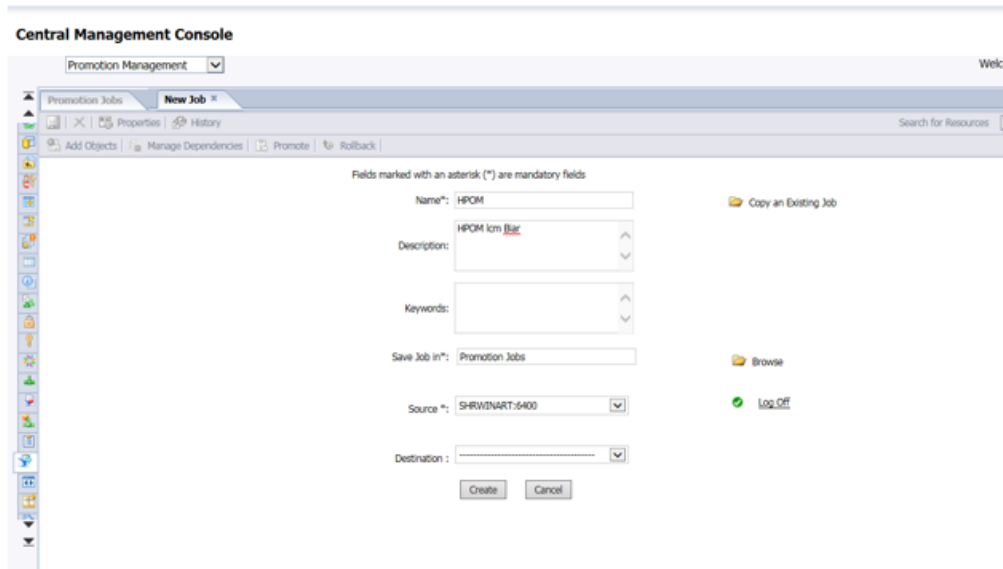 Central Management Console
Promotion Management
Welc
Promotion Jobs New Job ×
Properties History Search for Resources
Add Objects Manage Dependencies Promote Rollback
Fields marked with an asterisk (*) are mandatory fields
Name*: HPOM Copy an Existing Job
Description: HPOM lcm Biar
Keywords:
Save Job in*: Promotion Jobs Browse
Source *: SHRWINART:6400 Log Off
Destination : ----------------------------------------
Create Cancel